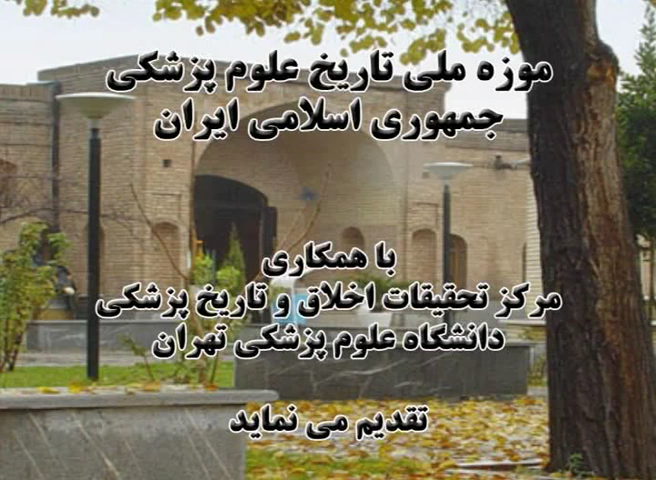 موزه ملی تاریخ علوم پزشکی
جمهوری اسلامی ایران
با همکاری
مرکز تحقیقات اخلاق و تاریخ پزشکی
دانشگاه علوم پزشکی تهران
تقدیم می نماید